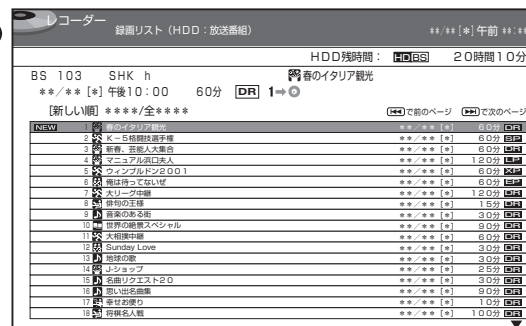 レコーダー
録画リスト（HDD：放送番組）
＊＊/＊＊[＊]午前 ＊＊:＊＊
HDD残時間： HD BS 20時間10分
BS 103 SHK h 春のイタリア観光
＊＊/＊＊ [＊] 午後10：00 60分 DR 1⇒
[新しい順] ＊＊＊＊/全＊＊＊＊ で前のページ で次のページ
NEW 1 春のイタリア観光 ＊＊/＊＊ [＊] 60分 DR
2 K－5格闘技選手権 ＊＊/＊＊ [＊] 60分
3 新春、芸能人大集合 ＊＊/＊＊ [＊] 60分 DR
4 マニュアル浜口夫人 ＊＊/＊＊ [＊] 120分 LP
5 ウィンブルドン2001 ＊＊/＊＊ [＊] 60分 XP
6 俺は待ってないぜ ＊＊/＊＊ [＊] 60分 EP
7 大リーグ中継 ＊＊/＊＊ [＊] 120分 DR
8 俳句の王様 ＊＊/＊＊ [＊] 15分 DR
9 音楽のある街 ＊＊/＊＊ [＊] 30分 DR
10 世界の絶景スペシャル ＊＊/＊＊ [＊] 90分 DR
11 大相撲中継 ＊＊/＊＊ [＊] 60分 DR
12 Sunday Love ＊＊/＊＊ [＊] 30分 DR
13 地球の歌 ＊＊/＊＊ [＊] 30分 DR
14 J-ショップ ＊＊/＊＊ [＊] 25分 DR
15 名曲リクエスト20 ＊＊/＊＊ [＊] 30分 DR
16 思い出名曲集 ＊＊/＊＊ [＊] 90分 DR
17 幸せお便り ＊＊/＊＊ [＊] 10分 DR
18 将棋名人戦 ＊＊/＊＊ [＊] 100分 DR